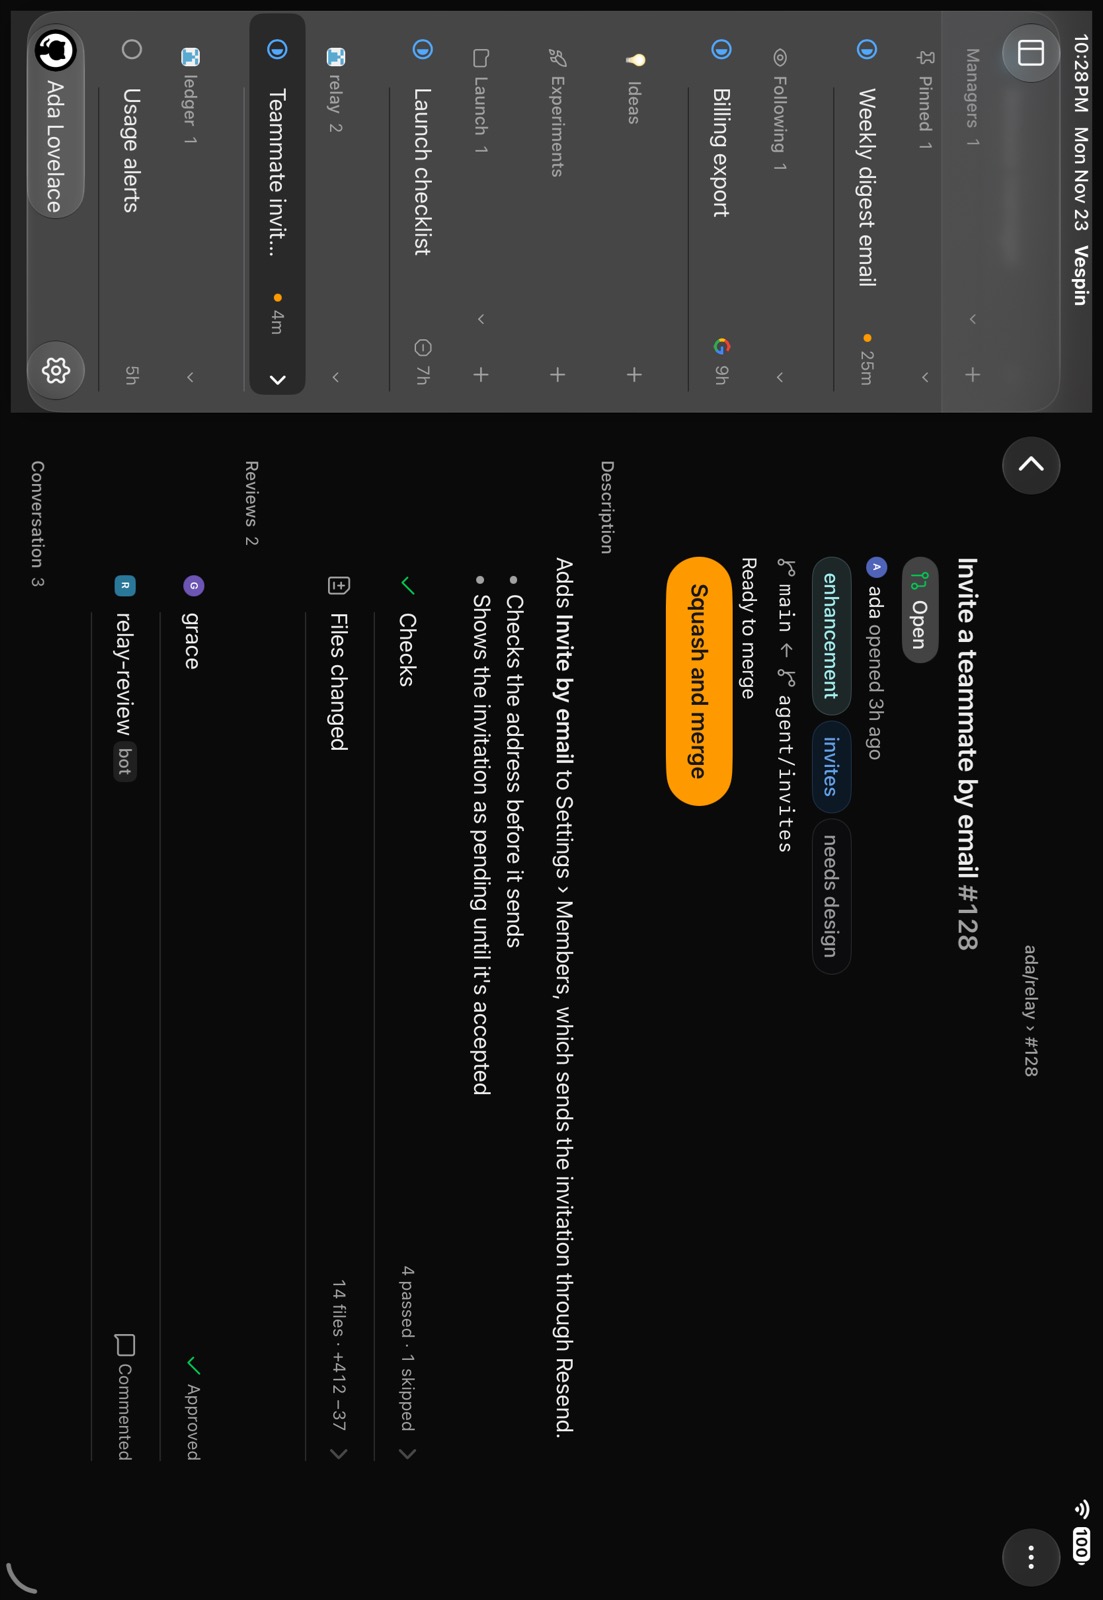 10:28 PM Mon Nov 23 Vespin
100
Managers 1
Pinned 1
Weekly digest email 25m
Following 1
Billing export 9h
Ideas
Experiments
Launch 1
Launch checklist 7h
relay 2
Teammate invit... 4m
ledger 1
Usage alerts 5h
Ada Lovelace
ada/relay › #128
Invite a teammate by email #128
Open
A ada opened 3h ago
enhancement invites needs design
main ← agent/invites
Ready to merge
Squash and merge
Description
Adds Invite by email to Settings › Members, which sends the invitation through Resend.
• Checks the address before it sends
• Shows the invitation as pending until it's accepted
Checks 4 passed · 1 skipped
Files changed 14 files · +412 −37
Reviews 2
G grace Approved
R relay-review bot Commented
Conversation 3